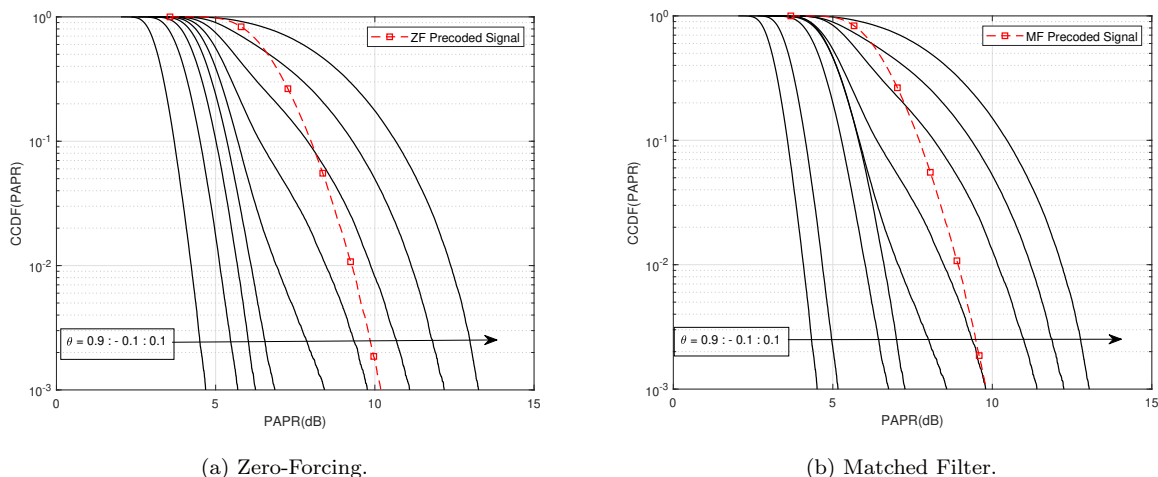 10^0
10^-1
10^-2
10^-3
CCDF(PAPR)
ZF Precoded Signal
θ = 0.9 : - 0.1 : 0.1
0 5 10 15
PAPR(dB)
(a) Zero-Forcing.
10^0
10^-1
10^-2
10^-3
CCDF(PAPR)
MF Precoded Signal
θ = 0.9 : - 0.1 : 0.1
0 5 10 15
PAPR(dB)
(b) Matched Filter.